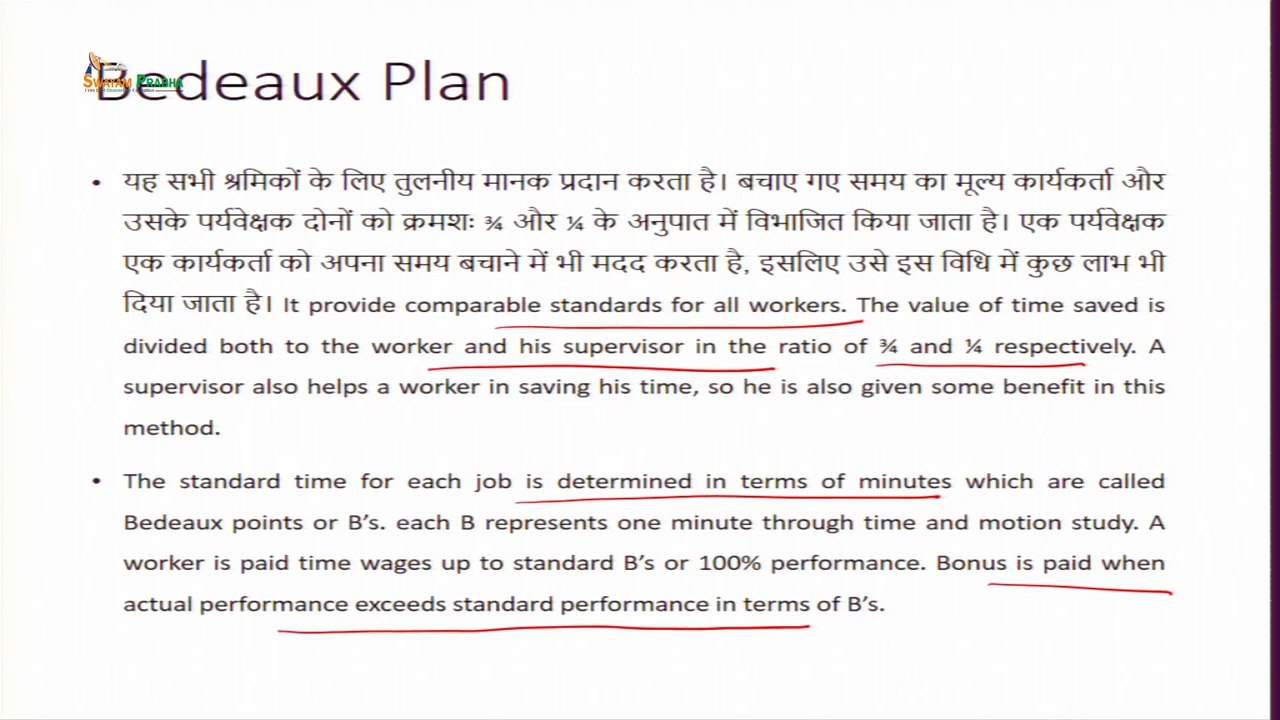 Bedeaux Plan
SWAYAM PRABHA
• यह सभी श्रमिकों के लिए तुलनीय मानक प्रदान करता है। बचाए गए समय का मूल्य कार्यकर्ता और
उसके पर्यवेक्षक दोनों को क्रमशः ¾ और ¼ के अनुपात में विभाजित किया जाता है। एक पर्यवेक्षक
एक कार्यकर्ता को अपना समय बचाने में भी मदद करता है, इसलिए उसे इस विधि में कुछ लाभ भी
दिया जाता है। It provide comparable standards for all workers. The value of time saved is
divided both to the worker and his supervisor in the ratio of ¾ and ¼ respectively. A
supervisor also helps a worker in saving his time, so he is also given some benefit in this
method.
• The standard time for each job is determined in terms of minutes which are called
Bedeaux points or B’s. each B represents one minute through time and motion study. A
worker is paid time wages up to standard B’s or 100% performance. Bonus is paid when
actual performance exceeds standard performance in terms of B’s.